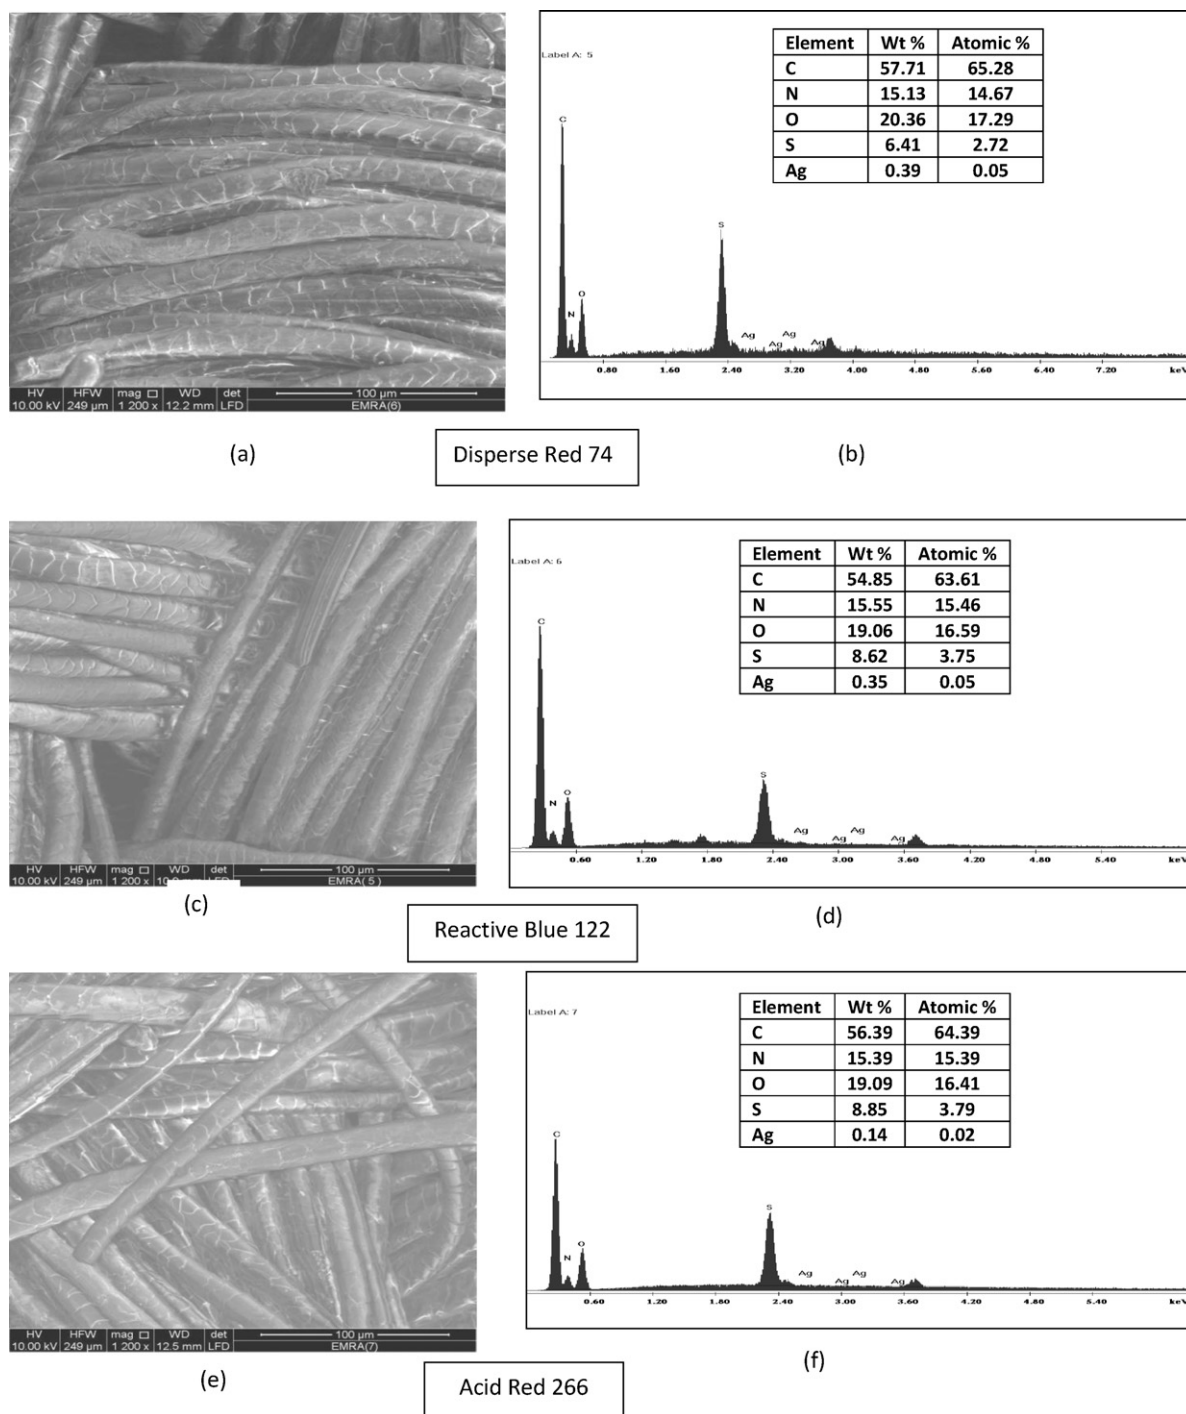 Label A: 5
Element Wt % Atomic %
C 57.71 65.28
N 15.13 14.67
O 20.36 17.29
S 6.41 2.72
Ag 0.39 0.05
C
N
O
S
Ag
Ag
Ag
Ag
0.80 1.60 2.40 3.20 4.00 4.80 5.60 6.40 7.20 keV
HV HFW mag □ WD det 100 µm
10.00 kV 249 µm 1 200 x 12.2 mm LFD EMRA(6)
(a)
(b)
Disperse Red 74
Label A: 6
Element Wt % Atomic %
C 54.85 63.61
N 15.55 15.46
O 19.06 16.59
S 8.62 3.75
Ag 0.35 0.05
C
N
O
S
Ag
Ag
Ag
Ag
0.60 1.20 1.80 2.40 3.00 3.60 4.20 4.80 5.40 keV
HV HFW mag □ WD det 100 µm
10.00 kV 249 µm 1 200 x mm EMRA( 5 )
(c)
(d)
Reactive Blue 122
Label A: 7
Element Wt % Atomic %
C 56.39 64.39
N 15.39 15.39
O 19.09 16.41
S 8.85 3.79
Ag 0.14 0.02
C
N
O
S
Ag
Ag
Ag
Ag
0.60 1.20 1.80 2.40 3.00 3.60 4.20 4.80 5.40 keV
HV HFW mag □ WD det 100 µm
10.00 kV 249 µm 1 200 x 12.5 mm LFD EMRA(7)
(e)
(f)
Acid Red 266